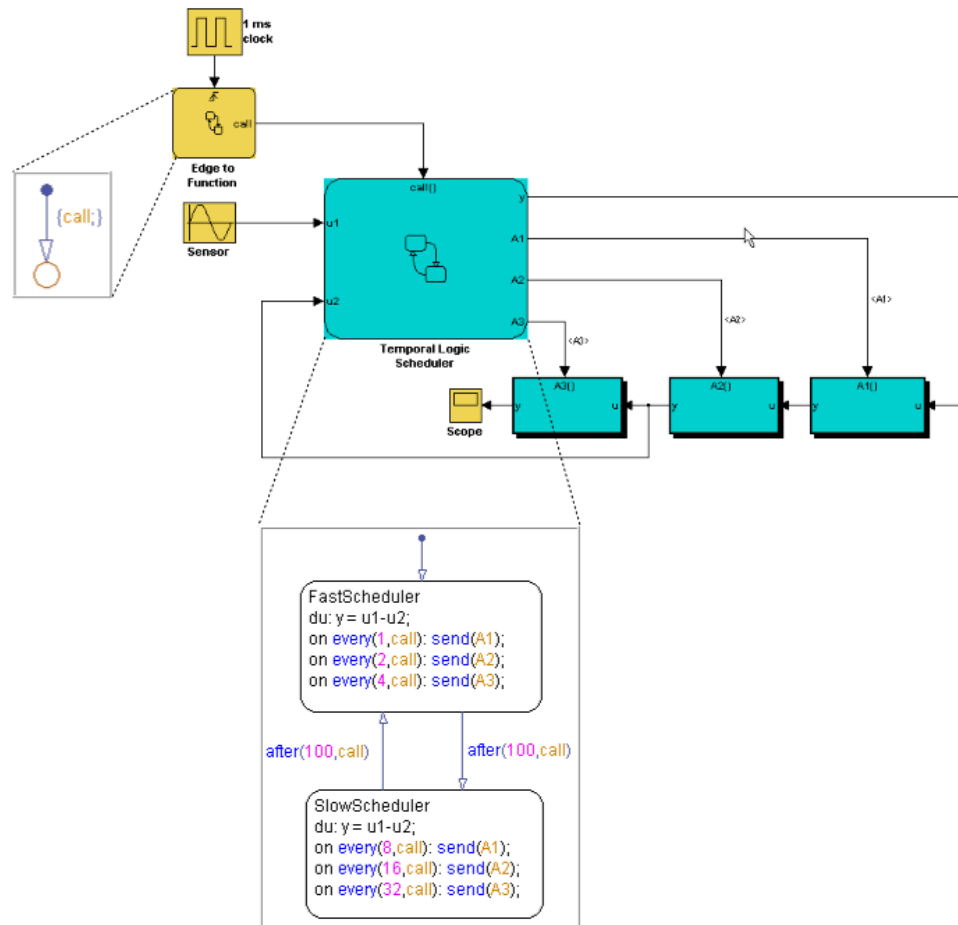 1 ms
clock
call
Edge to
Function
{call;}
Sensor
call()
u1
u2
y
A1
A2
A3
Temporal Logic
Scheduler
<A1>
<A2>
<A3>
A3()
y
u
A2()
y
u
A1()
y
u
Scope
FastScheduler
du: y = u1-u2;
on every(1,call): send(A1);
on every(2,call): send(A2);
on every(4,call): send(A3);
after(100,call)
after(100,call)
SlowScheduler
du: y = u1-u2;
on every(8,call): send(A1);
on every(16,call): send(A2);
on every(32,call): send(A3);